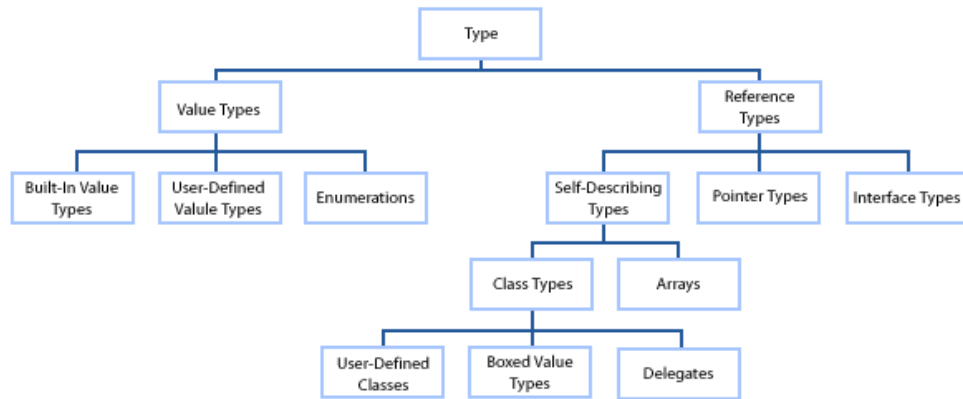 Type
Value Types
Reference
Types
Built-In Value
Types
User-Defined
Valule Types
Enumerations
Self-Describing
Types
Pointer Types
Interface Types
Class Types
Arrays
User-Defined
Classes
Boxed Value
Types
Delegates